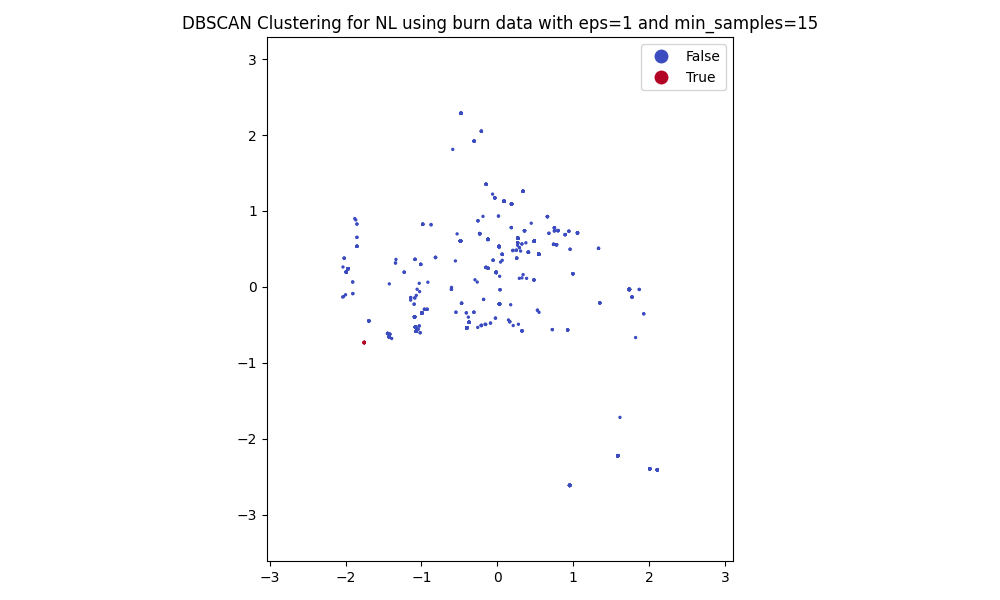 DBSCAN Clustering for NL using burn data with eps=1 and min_samples=15
False
True
3
2
1
0
−1
−2
−3
−3 −2 −1 0 1 2 3